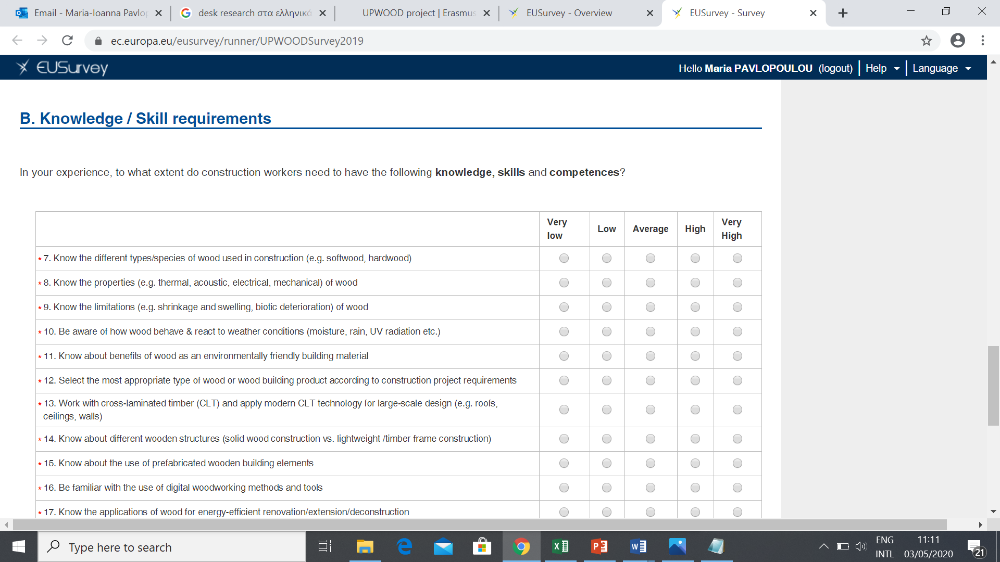 Email - Maria-Ioanna Pavlop
desk research στα ελληνικά
UPWOOD project | Erasmus
EUSurvey - Overview
EUSurvey - Survey
ec.europa.eu/eusurvey/runner/UPWOODSurvey2019
EUSurvey
Hello Maria PAVLOPOULOU (logout)
Help
Language
B. Knowledge / Skill requirements
In your experience, to what extent do construction workers need to have the following knowledge, skills and competences?
Very low
Low
Average
High
Very High
* 7. Know the different types/species of wood used in construction (e.g. softwood, hardwood)
* 8. Know the properties (e.g. thermal, acoustic, electrical, mechanical) of wood
* 9. Know the limitations (e.g. shrinkage and swelling, biotic deterioration) of wood
* 10. Be aware of how wood behave & react to weather conditions (moisture, rain, UV radiation etc.)
* 11. Know about benefits of wood as an environmentally friendly building material
* 12. Select the most appropriate type of wood or wood building product according to construction project requirements
* 13. Work with cross-laminated timber (CLT) and apply modern CLT technology for large-scale design (e.g. roofs,
ceilings, walls)
* 14. Know about different wooden structures (solid wood construction vs. lightweight /timber frame construction)
* 15. Know about the use of prefabricated wooden building elements
* 16. Be familiar with the use of digital woodworking methods and tools
* 17. Know the applications of wood for energy-efficient renovation/extension/deconstruction
Type here to search
ENG
INTL
11:11
03/05/2020
21